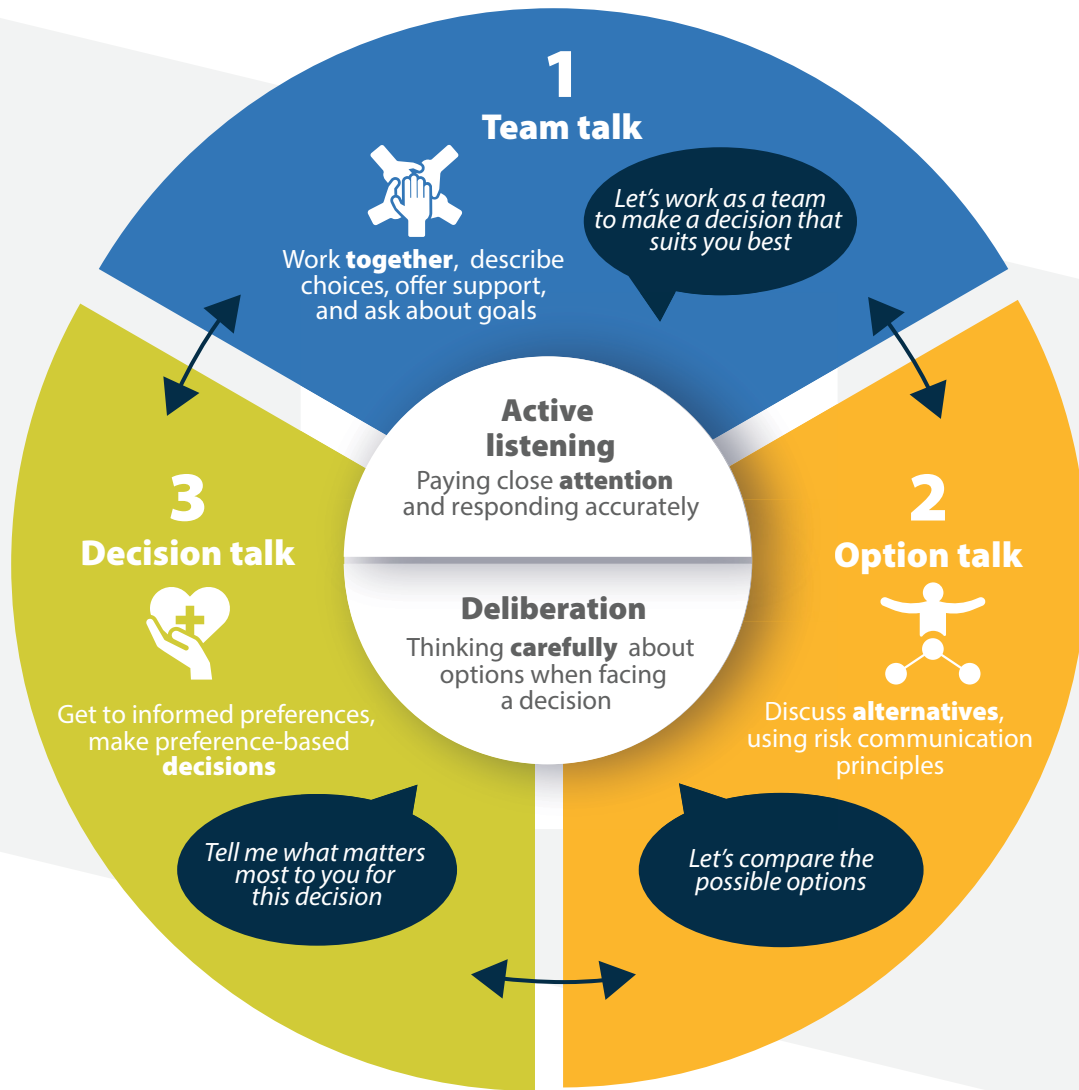 1
Team talk
Work together, describe
choices, offer support,
and ask about goals
Let's work as a team
to make a decision that
suits you best
Active
listening
Paying close attention
and responding accurately
Deliberation
Thinking carefully about
options when facing
a decision
2
Option talk
Discuss alternatives,
using risk communication
principles
Let's compare the
possible options
3
Decision talk
Get to informed preferences,
make preference-based
decisions
Tell me what matters
most to you for
this decision